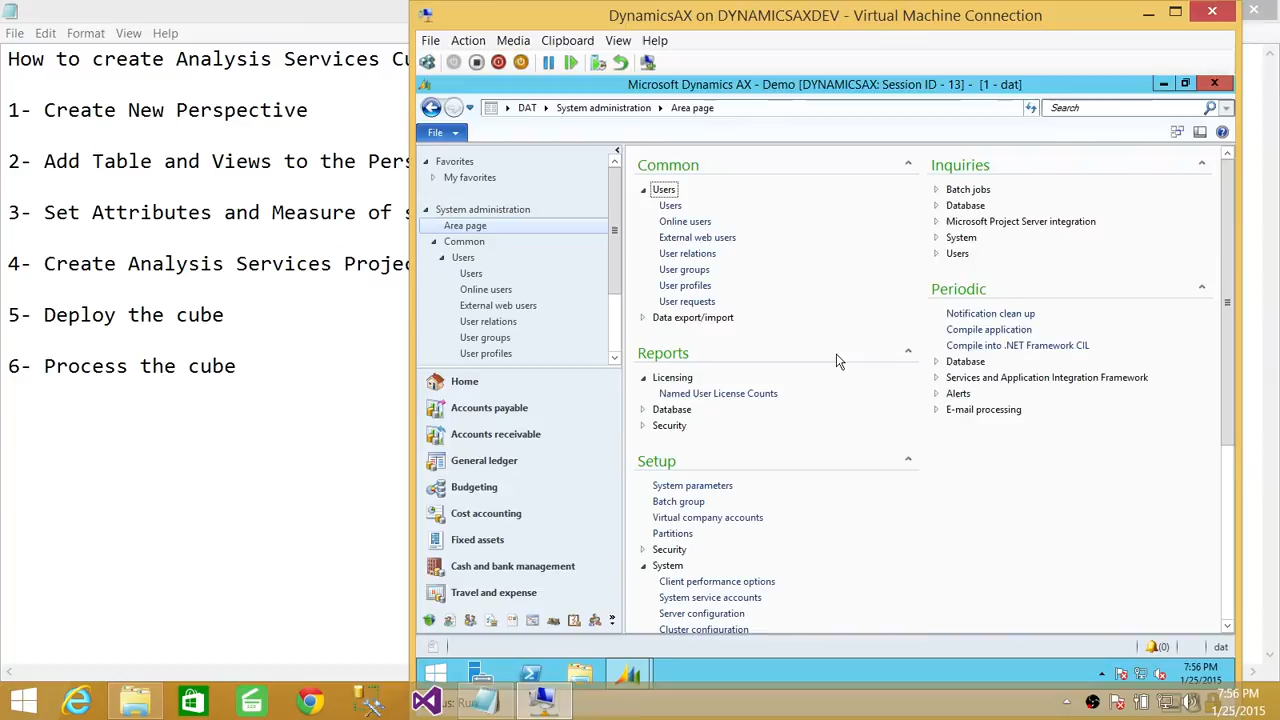 File Edit Format View Help
How to create Analysis Services Cu
1- Create New Perspective
2- Add Table and Views to the Pers
3- Set Attributes and Measure of s
4- Create Analysis Services Projec
5- Deploy the cube
6- Process the cube
DynamicsAX on DYNAMICSAXDEV - Virtual Machine Connection
File Action Media Clipboard View Help
Microsoft Dynamics AX - Demo [DYNAMICSAX: Session ID - 13] - [1 - dat]
DAT System administration Area page
Search
File
Favorites
My favorites
System administration
Area page
Common
Users
Users
Online users
External web users
User relations
User groups
User profiles
Home
Accounts payable
Accounts receivable
General ledger
Budgeting
Cost accounting
Fixed assets
Cash and bank management
Travel and expense
Common
Users
Users
Online users
External web users
User relations
User groups
User profiles
User requests
Data export/import
Reports
Licensing
Named User License Counts
Database
Security
Setup
System parameters
Batch group
Virtual company accounts
Partitions
Security
System
Client performance options
System service accounts
Server configuration
Cluster configuration
Inquiries
Batch jobs
Database
Microsoft Project Server integration
System
Users
Periodic
Notification clean up
Compile application
Compile into .NET Framework CIL
Database
Services and Application Integration Framework
Alerts
E-mail processing
(0)
dat
7:56 PM
1/25/2015
7:56 PM
1/25/2015